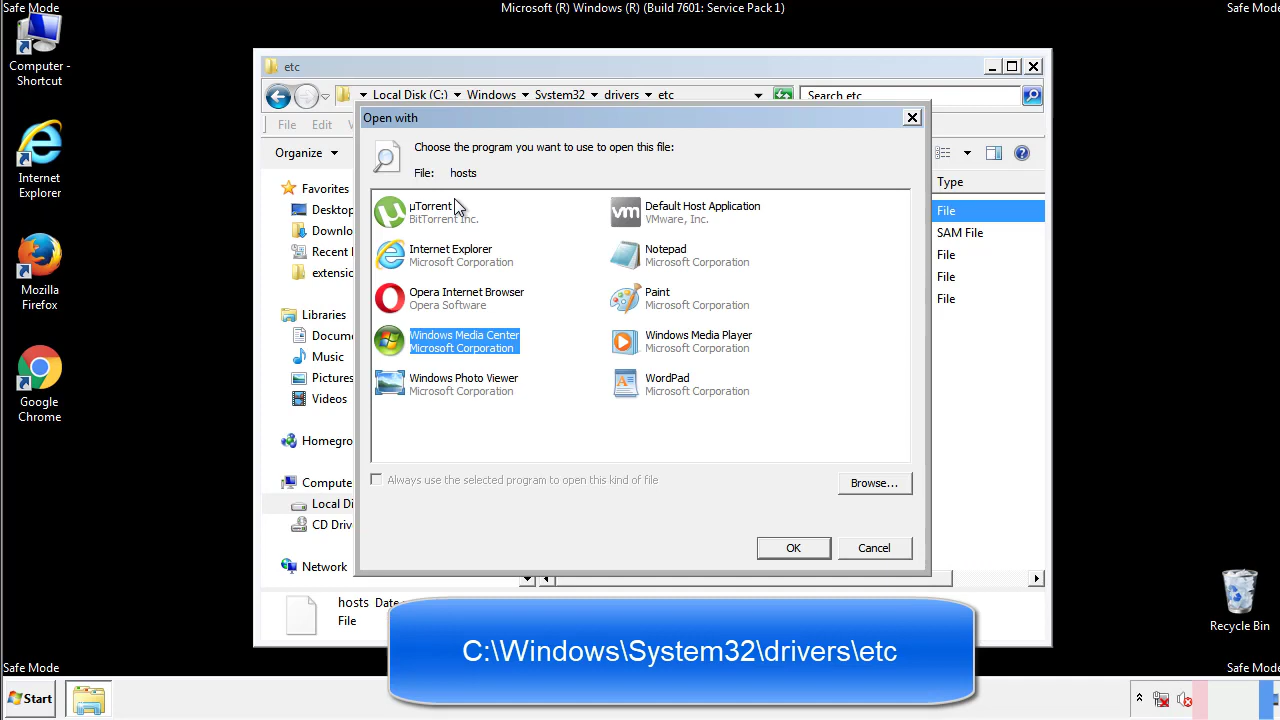 Safe Mode
Microsoft (R) Windows (R) (Build 7601: Service Pack 1)
Safe Mode
Computer -
Shortcut
Internet
Explorer
Mozilla
Firefox
Google
Chrome
etc
Local Disk (C:) Windows System32 drivers etc
Search etc
File Edit V
Organize
Favorites
Desktop
Downlo
Recent
extensio
Libraries
Docum
Music
Pictures
Videos
Homegro
Compute
Local Di
CD Driv
Network
Type
File
SAM File
File
File
File
Open with
Choose the program you want to use to open this file:
File: hosts
µTorrent
BitTorrent Inc.
Default Host Application
VMware, Inc.
Internet Explorer
Microsoft Corporation
Notepad
Microsoft Corporation
Opera Internet Browser
Opera Software
Paint
Microsoft Corporation
Windows Media Center
Microsoft Corporation
Windows Media Player
Microsoft Corporation
Windows Photo Viewer
Microsoft Corporation
WordPad
Microsoft Corporation
Always use the selected program to open this kind of file
Browse...
OK
Cancel
hosts Date
File
C:\Windows\System32\drivers\etc
Recycle Bin
Safe Mode
Safe Mode
Start